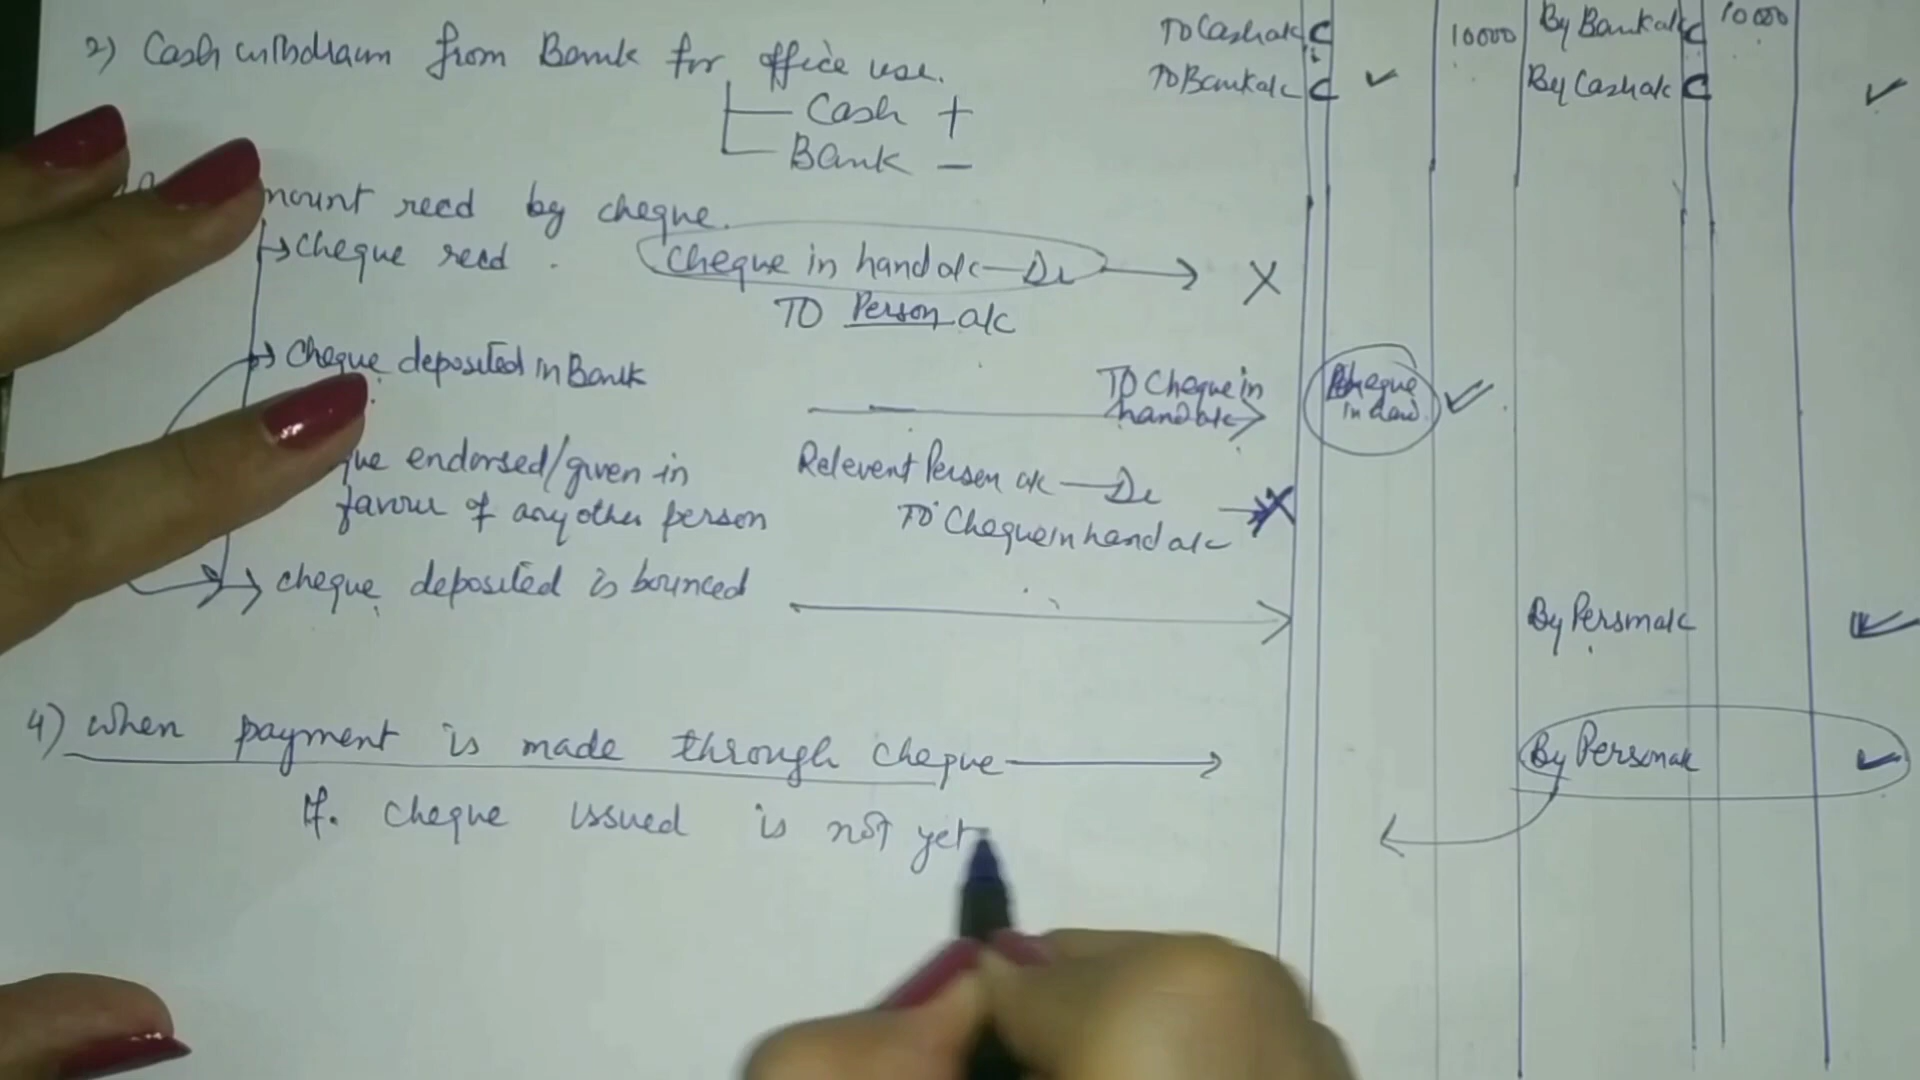 2) Cash withdrawn from Bank for office use.
Cash +
Bank -
mount recd by cheque.
→ Cheque recd.
Cheque in hand a/c — Dr → X
TO Person a/c
→ Cheque deposited in Bank
TO Cheque in
hand a/c
que endorsed/given in
favour of any other person
Relevent Person a/c — Dr
TO Cheque in hand a/c → X
→ cheque deposited is bounced
4) When payment is made through cheque →
If. cheque issued is not yet
To Cash a/c C 10000 By Bank a/c C 10000
To Bank a/c C ✓ By Cash a/c C ✓
Cheque
✓
By Person a/c ✓
By Person a/c ✓